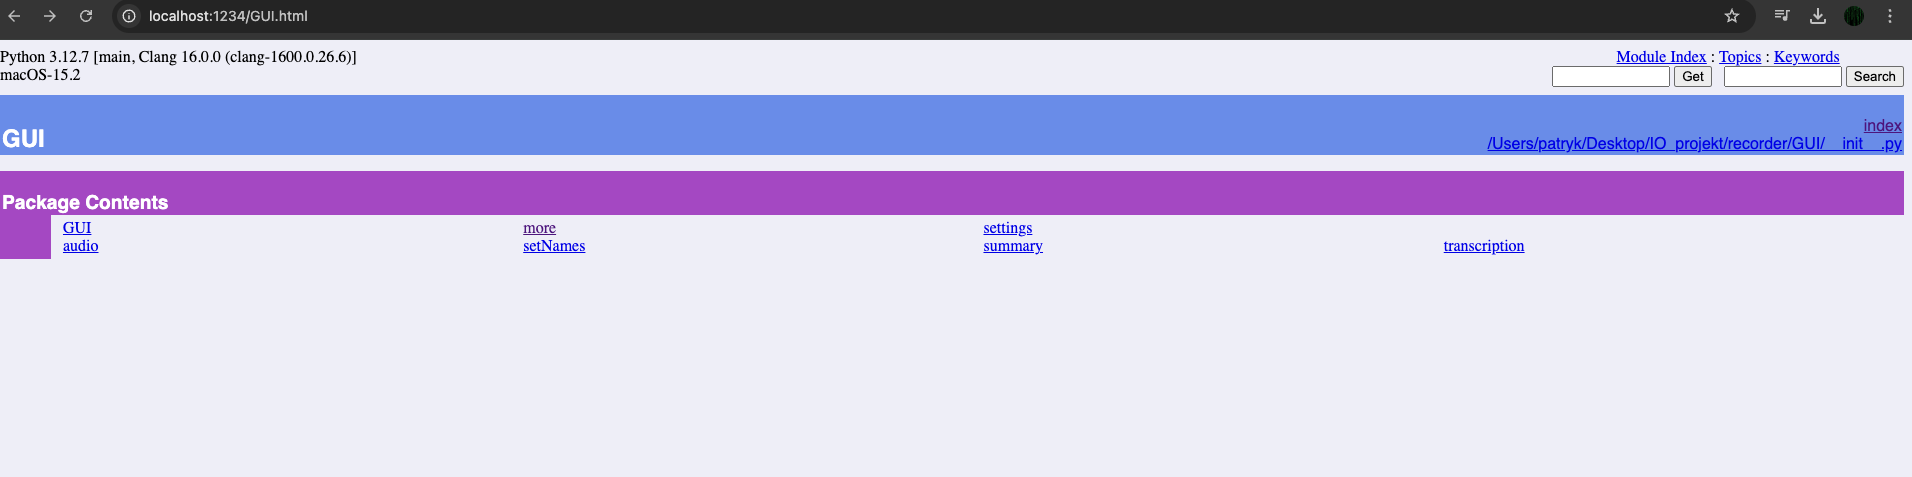 localhost:1234/GUI.html
Python 3.12.7 [main, Clang 16.0.0 (clang-1600.0.26.6)]
macOS-15.2
Module Index : Topics : Keywords
Get Search
GUI
index
/Users/patryk/Desktop/IO_projekt/recorder/GUI/__init__.py
Package Contents
GUI more settings
audio setNames summary transcription